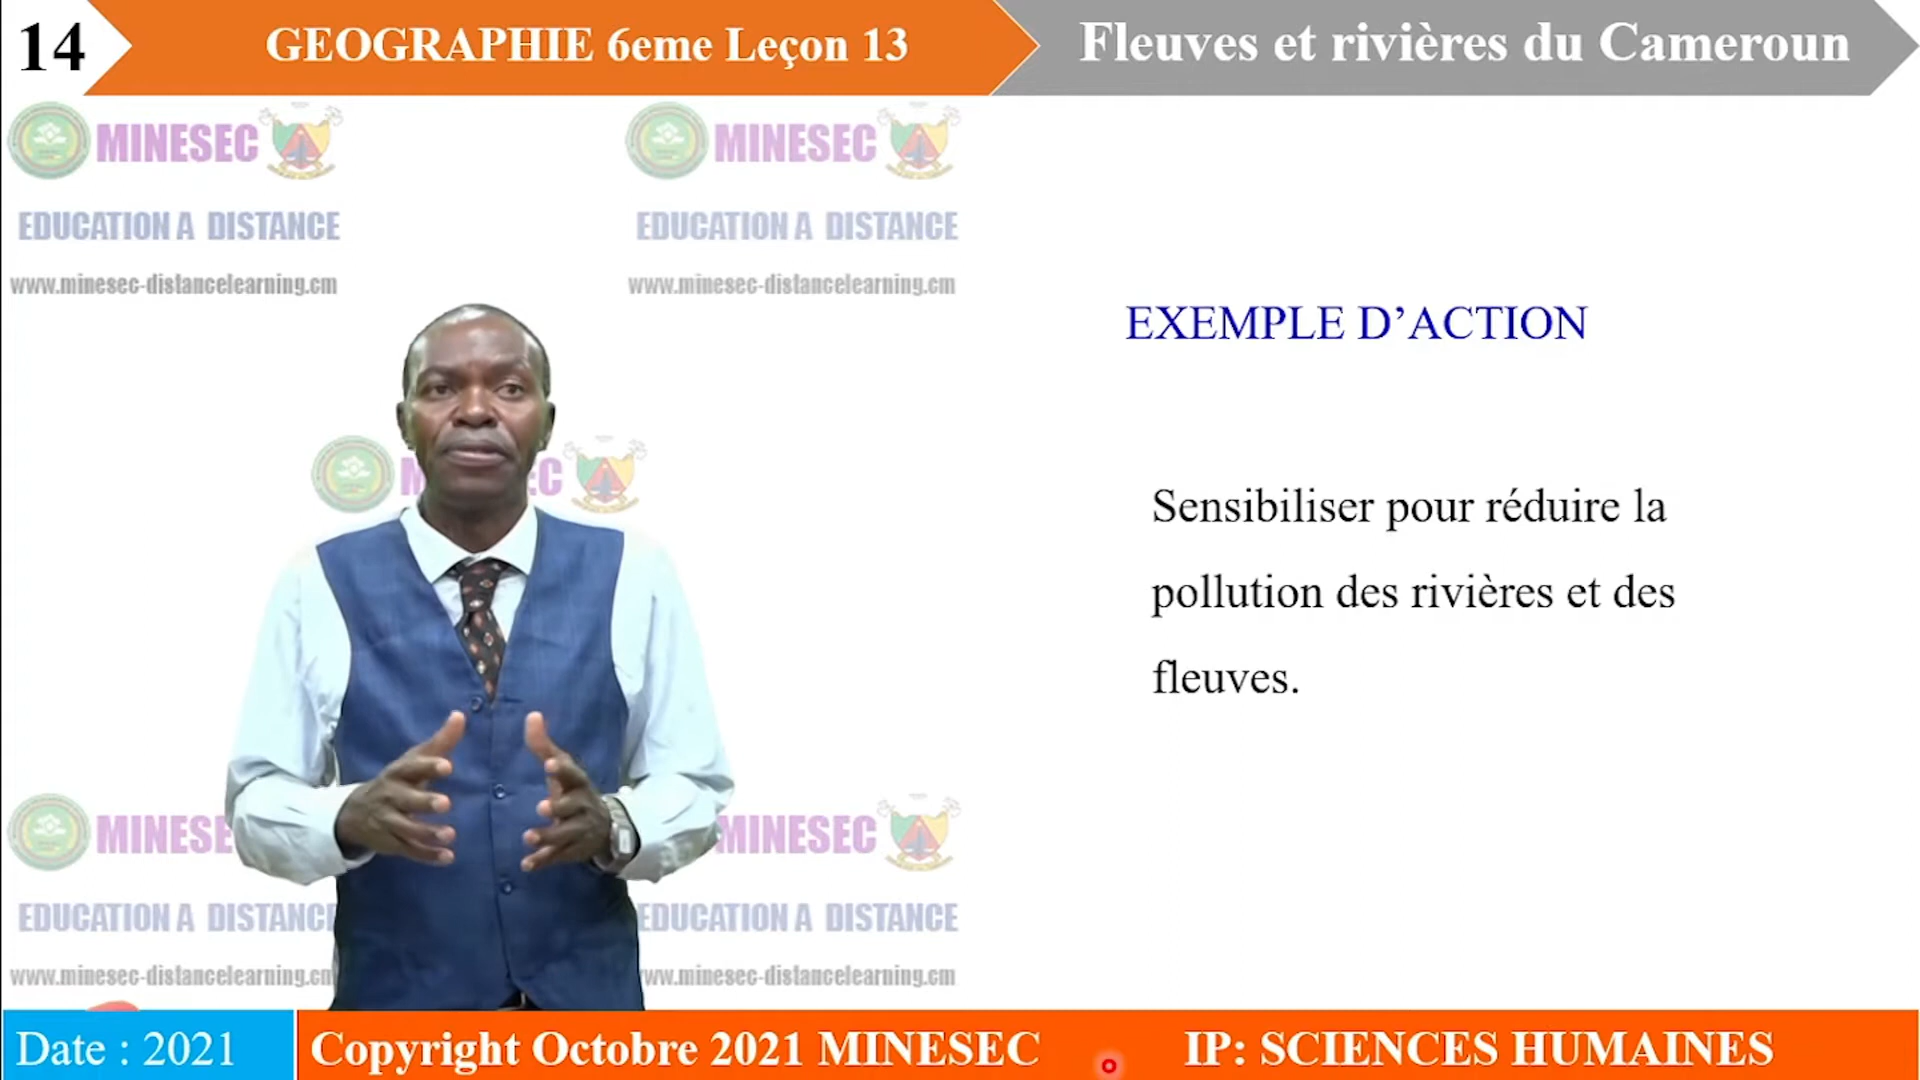 14
GEOGRAPHIE 6eme Leçon 13
Fleuves et rivières du Cameroun
MINESEC
MINESEC
EDUCATION A DISTANCE
EDUCATION A DISTANCE
www.minesec-distancelearning.cm
www.minesec-distancelearning.cm
EXEMPLE D’ACTION
Sensibiliser pour réduire la
pollution des rivières et des
fleuves.
MINESE
MINESEC
EDUCATION A DISTANCE
EDUCATION A DISTANCE
www.minesec-distancelearning.cm
www.minesec-distancelearning.cm
Date : 2021
Copyright Octobre 2021 MINESEC
IP: SCIENCES HUMAINES